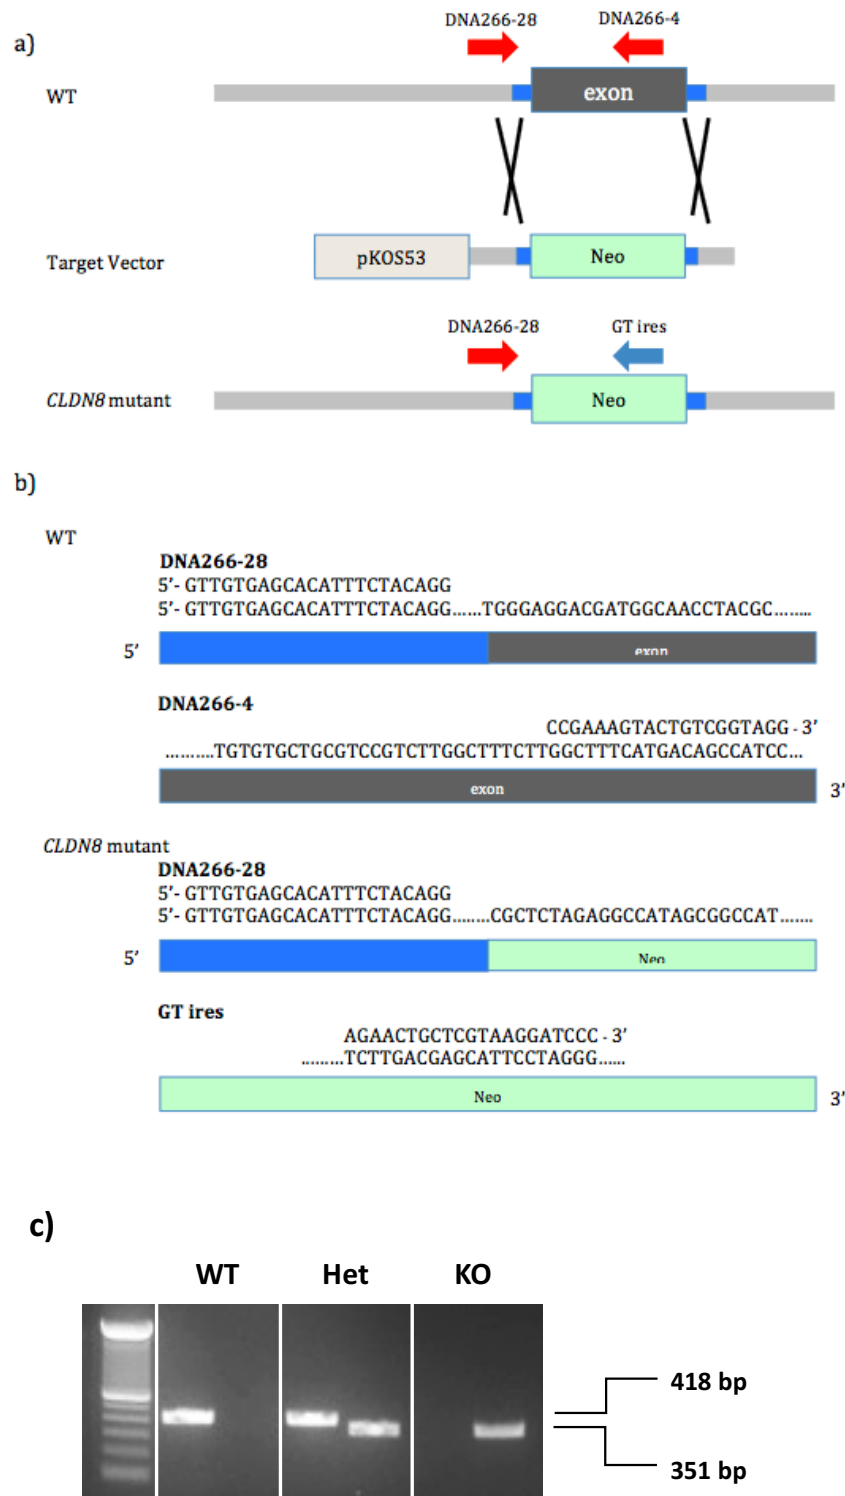 a)
DNA266-28 DNA266-4
WT
exon
Target Vector
pKOS53
Neo
DNA266-28 GT ires
CLDN8 mutant
Neo
b)
WT
DNA266-28
5'- GTTGTGAGCACATTTCTACAGG
5'- GTTGTGAGCACATTTCTACAGG......TGGGAGGACGATGGCAACCTACGC........
5' exon
DNA266-4
CCGAAAGTACTGTCGGTAGG - 3'
..........TGTGTGCTGCGTCCGTCTTGGCTTTCTTGGCTTTCATGACAGCCATCC...
exon 3'
CLDN8 mutant
DNA266-28
5'- GTTGTGAGCACATTTCTACAGG
5'- GTTGTGAGCACATTTCTACAGG........CGCTCTAGAGGCCATAGCGGCCAT.......
5' Neo
GT ires
AGAACTGCTCGTAAGGATCCC - 3'
.........TCTTGACGAGCATTCCTAGGG......
Neo 3'
c)
WT Het KO
418 bp
351 bp